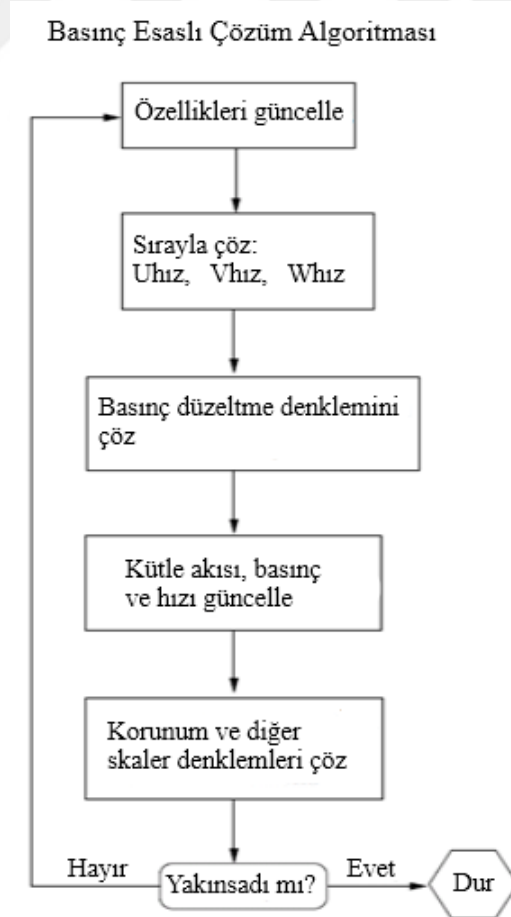 Basınç Esaslı Çözüm Algoritması
Özellikleri güncelle
Sırayla çöz:
Uhız, Vhız, Whız
Basınç düzeltme denklemini
çöz
Kütle akısı, basınç
ve hızı güncelle
Korunum ve diğer
skaler denklemleri çöz
Hayır
Yakınsadı mı?
Evet
Dur